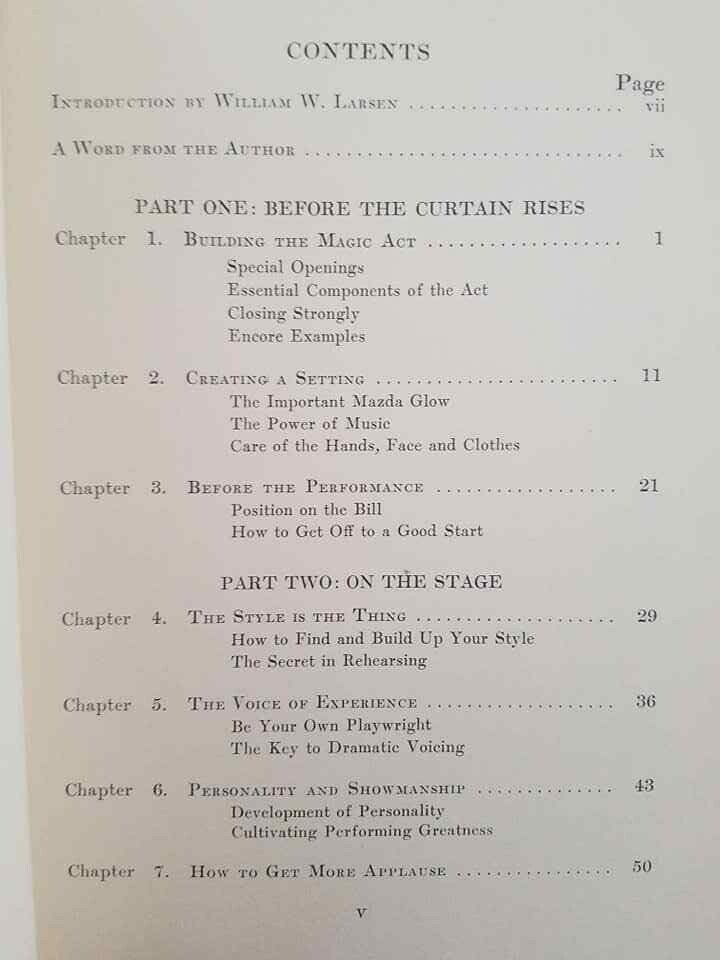 CONTENTS
Page
INTRODUCTION BY WILLIAM W. LARSEN ..................... vii
A WORD FROM THE AUTHOR ............................... ix
PART ONE: BEFORE THE CURTAIN RISES
Chapter 1. BUILDING THE MAGIC ACT ................... 1
Special Openings
Essential Components of the Act
Closing Strongly
Encore Examples
Chapter 2. CREATING A SETTING ........................ 11
The Important Mazda Glow
The Power of Music
Care of the Hands, Face and Clothes
Chapter 3. BEFORE THE PERFORMANCE .................. 21
Position on the Bill
How to Get Off to a Good Start
PART TWO: ON THE STAGE
Chapter 4. THE STYLE IS THE THING .................... 29
How to Find and Build Up Your Style
The Secret in Rehearsing
Chapter 5. THE VOICE OF EXPERIENCE ................... 36
Be Your Own Playwright
The Key to Dramatic Voicing
Chapter 6. PERSONALITY AND SHOWMANSHIP .............. 43
Development of Personality
Cultivating Performing Greatness
Chapter 7. HOW TO GET MORE APPLAUSE ................ 50
v